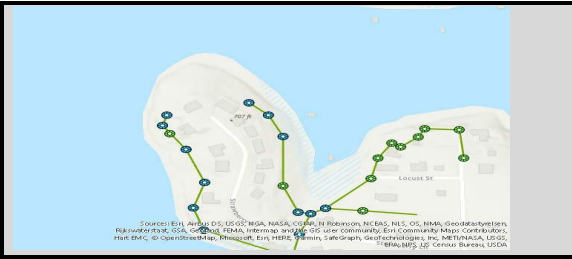 707 ft
Locust St
Sources: Esri, Airbus DS, USGS, NGA, NASA, CGIAR, N Robinson, NCEAS, NLS, OS, NMA, Geodatastyrelsen,
Rijkswaterstaat, GSA, Geoland, FEMA, Intermap and the GIS user community, Esri Community Maps Contributors,
Hart EMC, © OpenStreetMap, Microsoft, Esri, HERE, Garmin, SafeGraph, GeoTechnologies, Inc, METI/NASA, USGS,
EPA, NPS, US Census Bureau, USDA